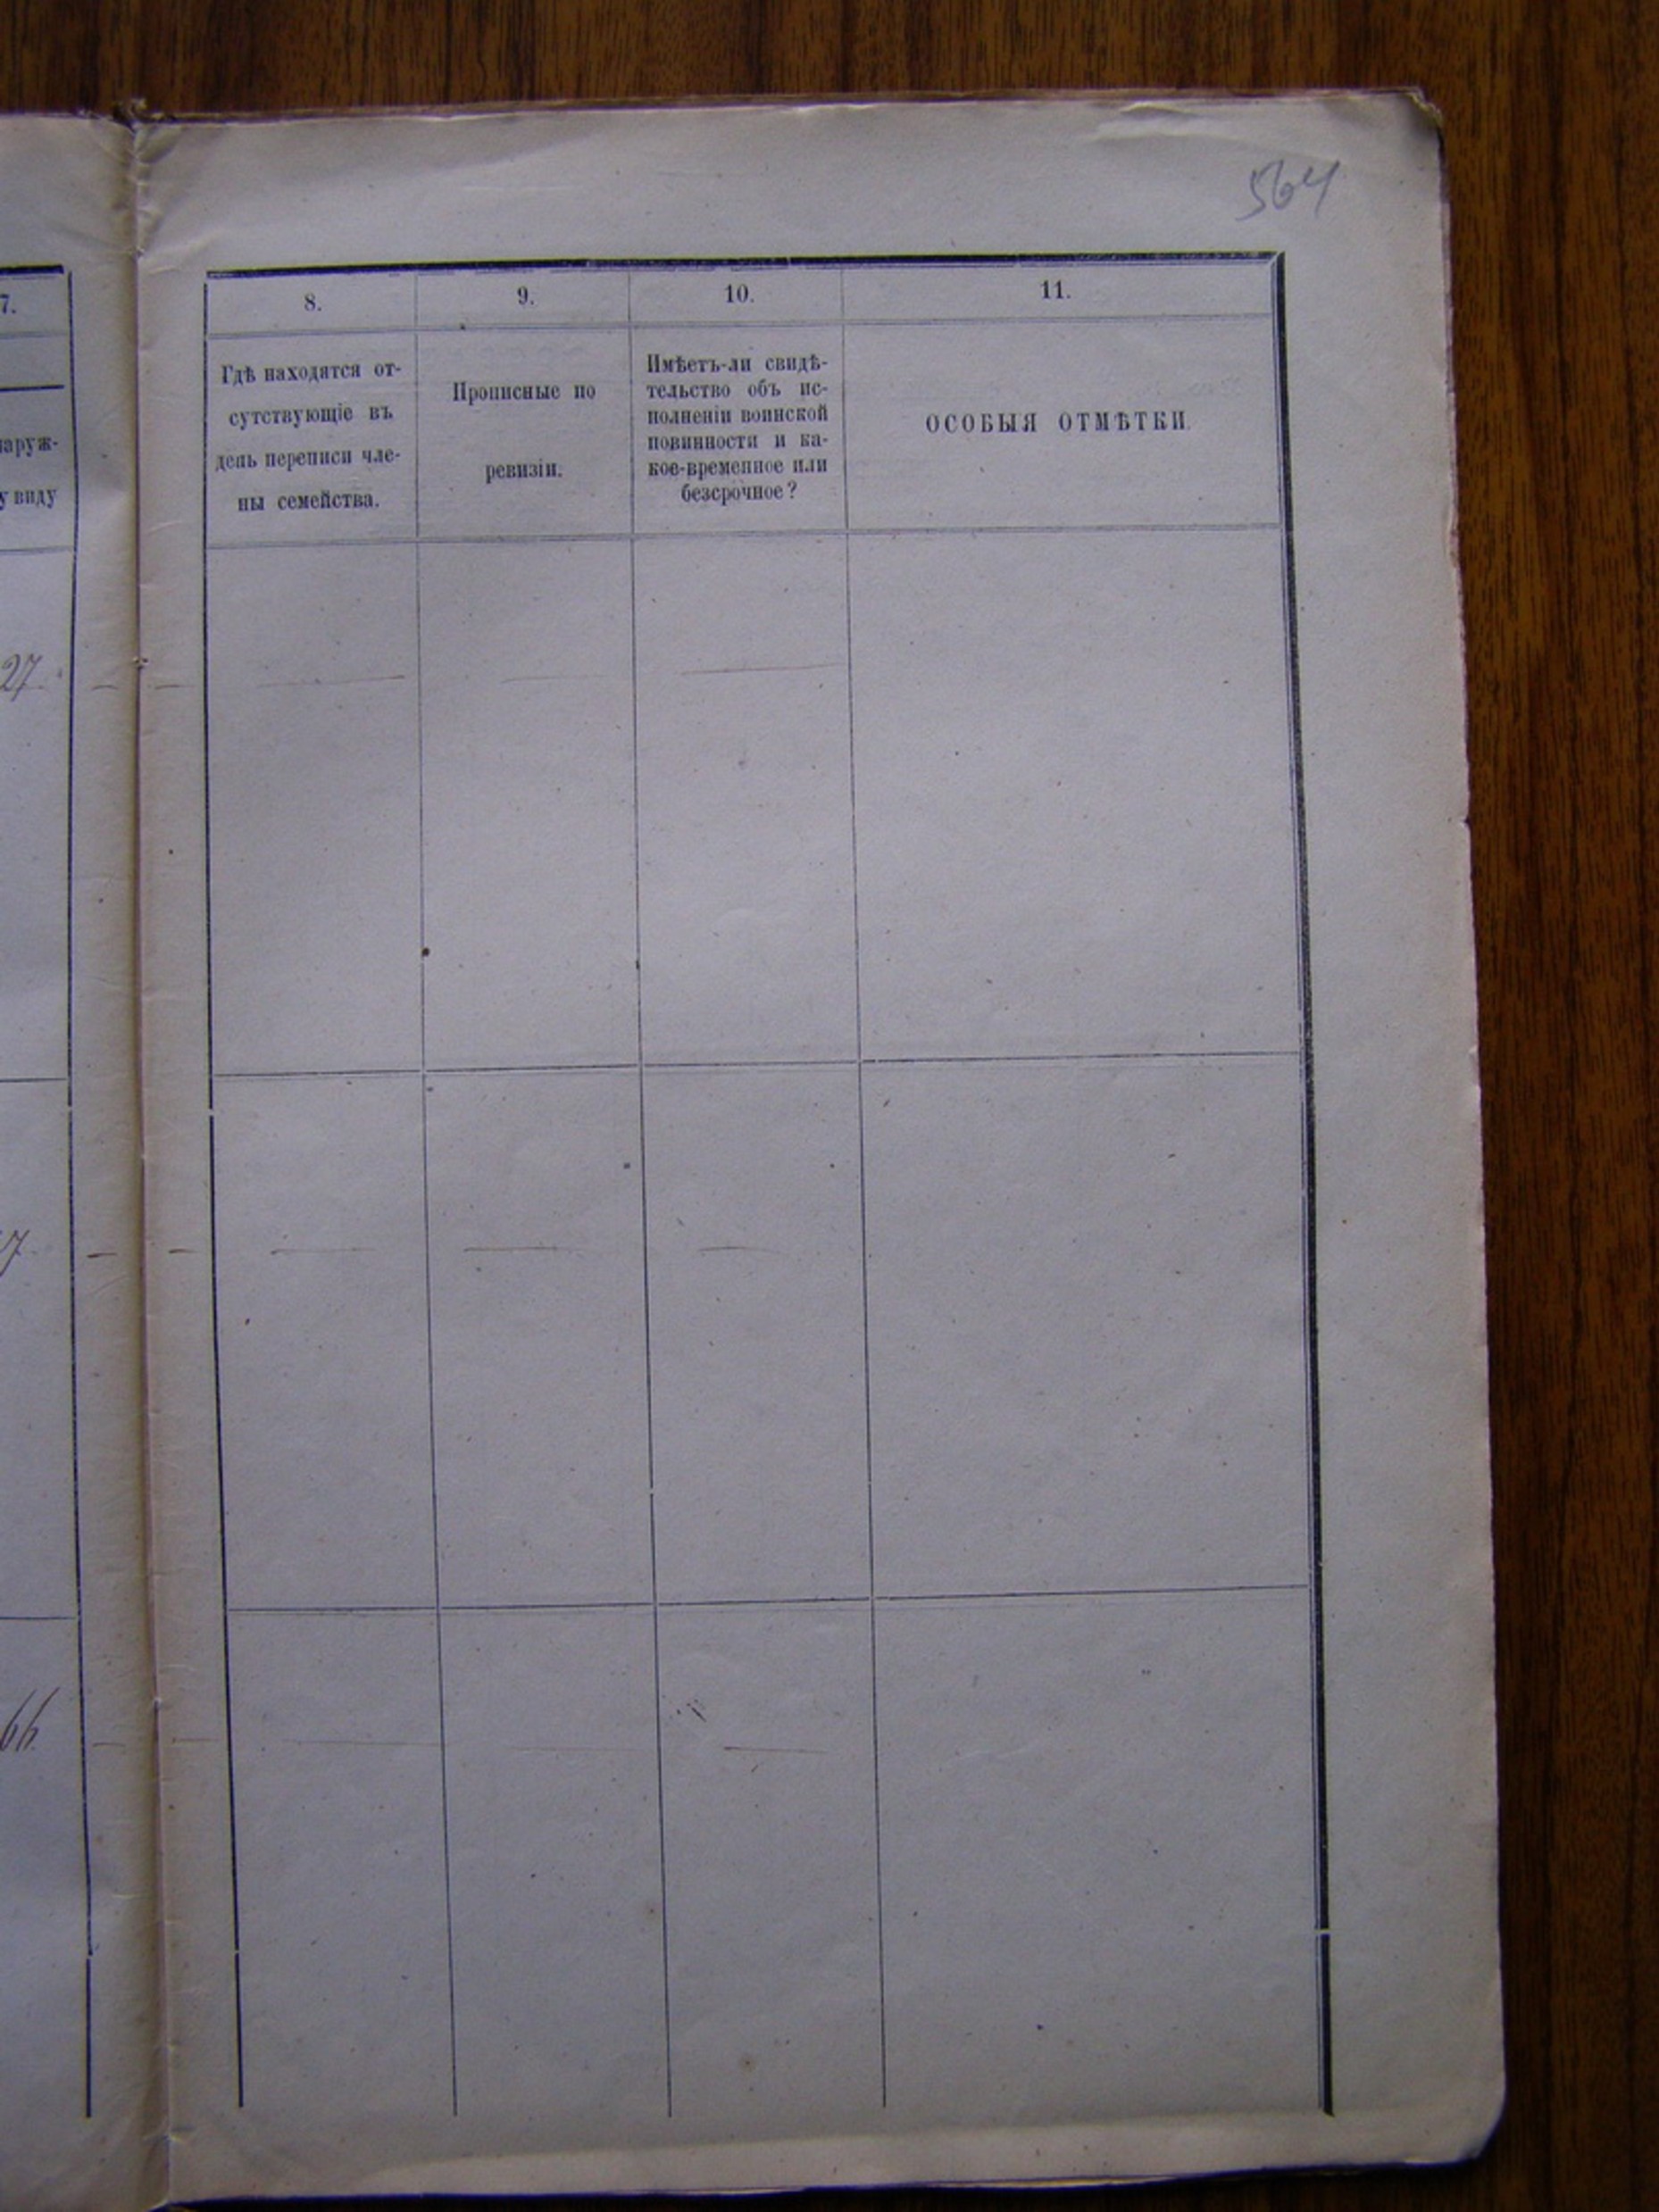 564
7.
8.
9.
10.
11.
наруж-
у виду
Гдѣ находятся от-
сутствующіе въ
день переписи чле-
ны семейства.
Прописные по
ревизіи.
Имѣетъ-ли свидѣ-
тельство объ ис-
полненіи воинской
повинности и ка-
кое-временное или
безсрочное?
ОСОБЫЯ ОТМѢТКИ.
27.
7.
66.